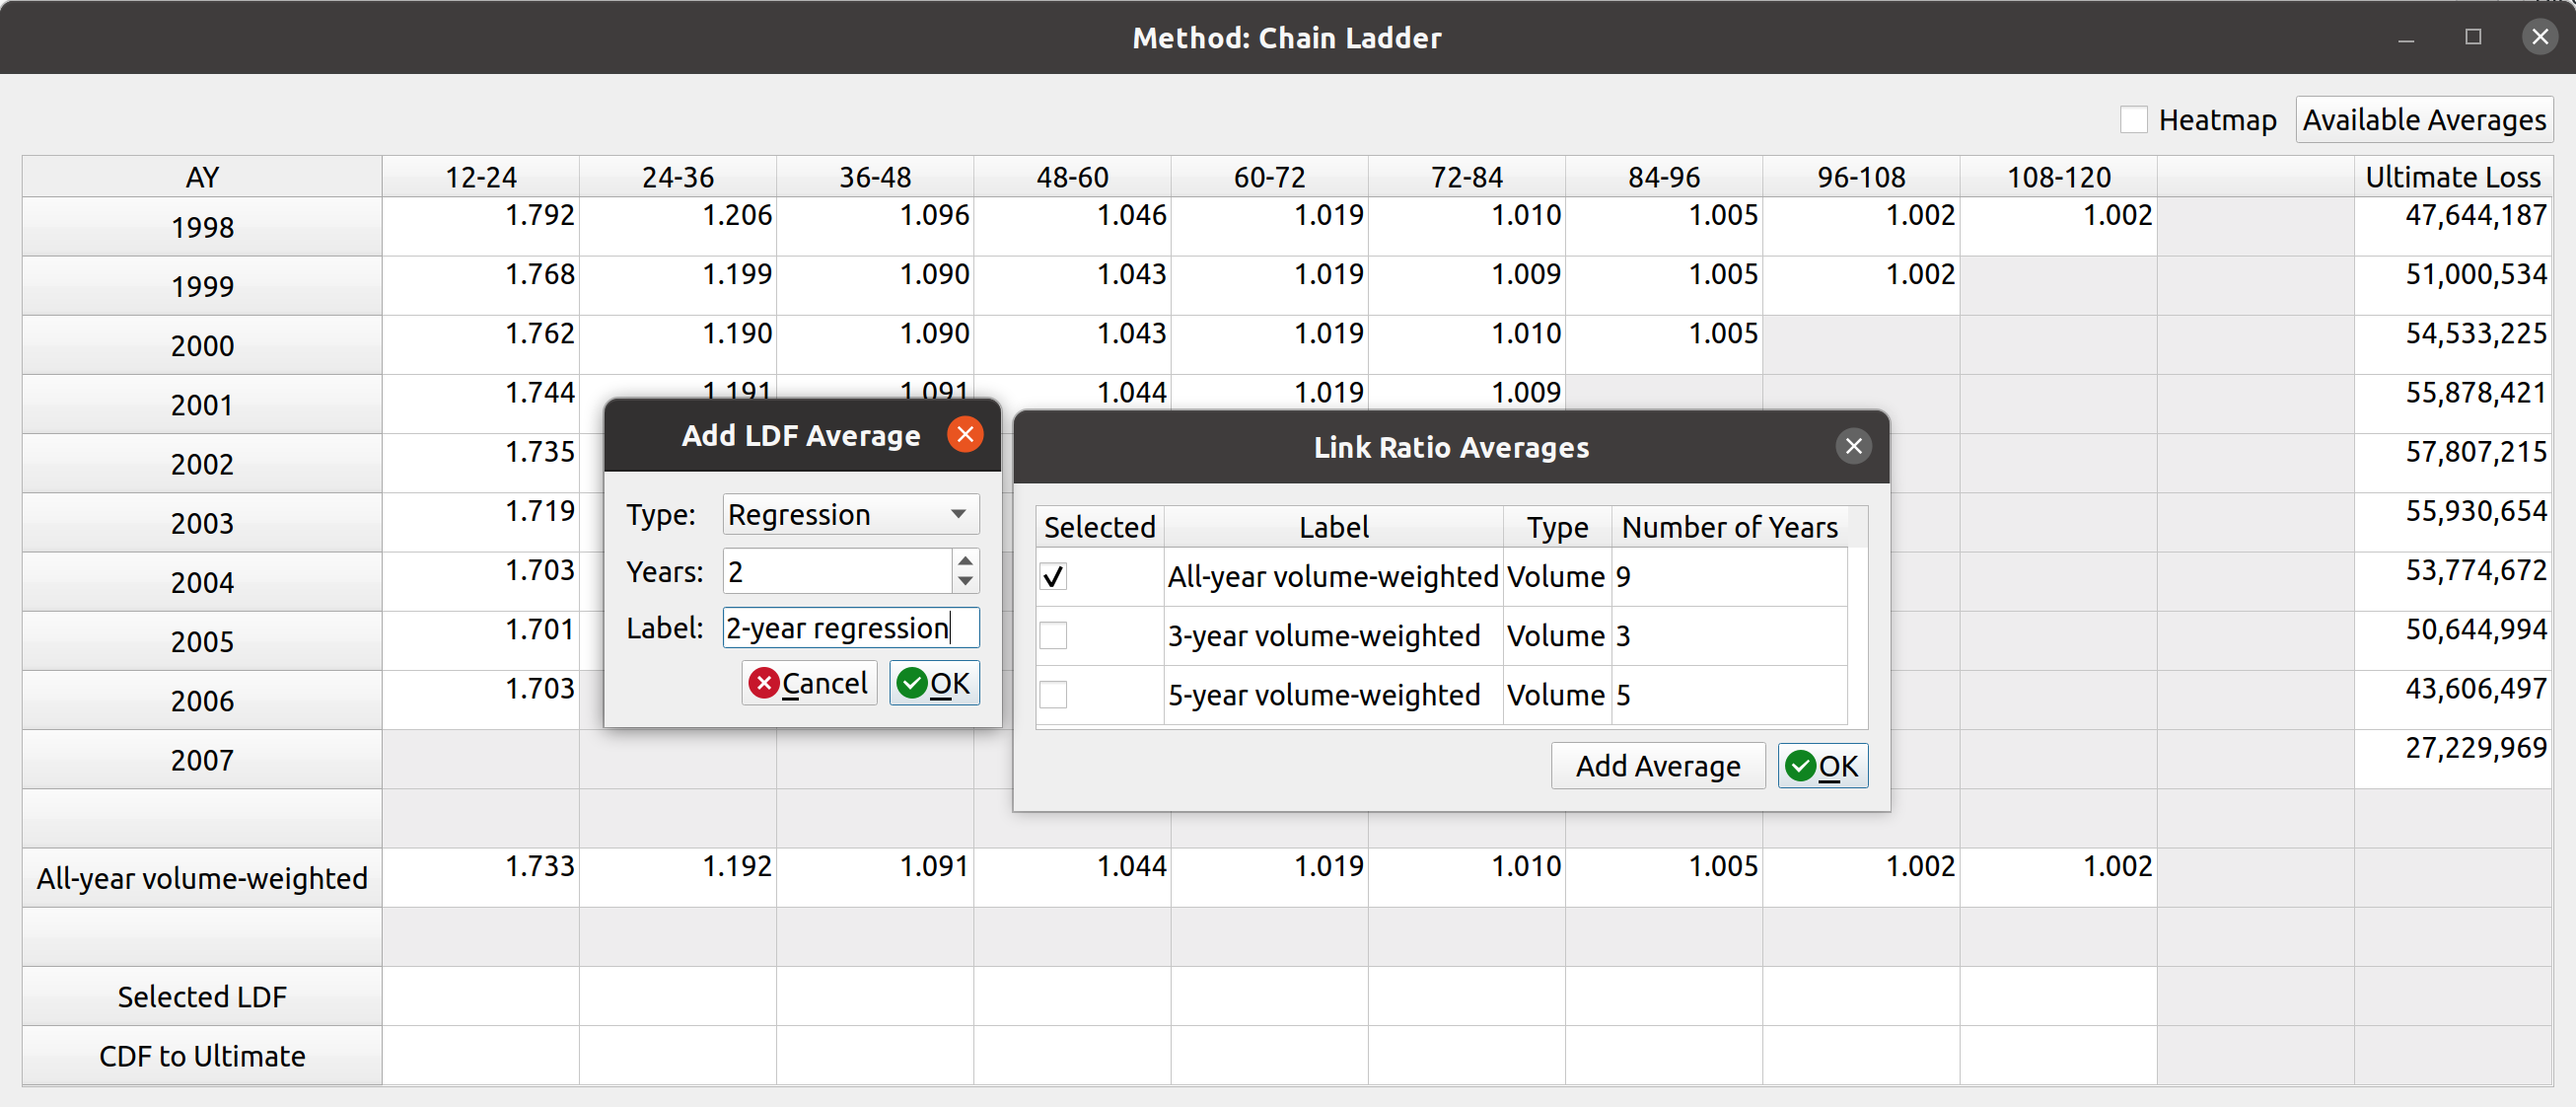 Method: Chain Ladder
Heatmap Available Averages
AY 12-24 24-36 36-48 48-60 60-72 72-84 84-96 96-108 108-120 Ultimate Loss
1998 1.792 1.206 1.096 1.046 1.019 1.010 1.005 1.002 1.002 47,644,187
1999 1.768 1.199 1.090 1.043 1.019 1.009 1.005 1.002 51,000,534
2000 1.762 1.190 1.090 1.043 1.019 1.010 1.005 54,533,225
2001 1.744 1.191 1.091 1.044 1.019 1.009 55,878,421
2002 1.735 57,807,215
2003 1.719 55,930,654
2004 1.703 53,774,672
2005 1.701 50,644,994
2006 1.703 43,606,497
2007 27,229,969
All-year volume-weighted 1.733 1.192 1.091 1.044 1.019 1.010 1.005 1.002 1.002
Selected LDF
CDF to Ultimate
Add LDF Average
Type: Regression
Years: 2
Label: 2-year regression
Cancel OK
Link Ratio Averages
Selected Label Type Number of Years
All-year volume-weighted Volume 9
3-year volume-weighted Volume 3
5-year volume-weighted Volume 5
Add Average OK